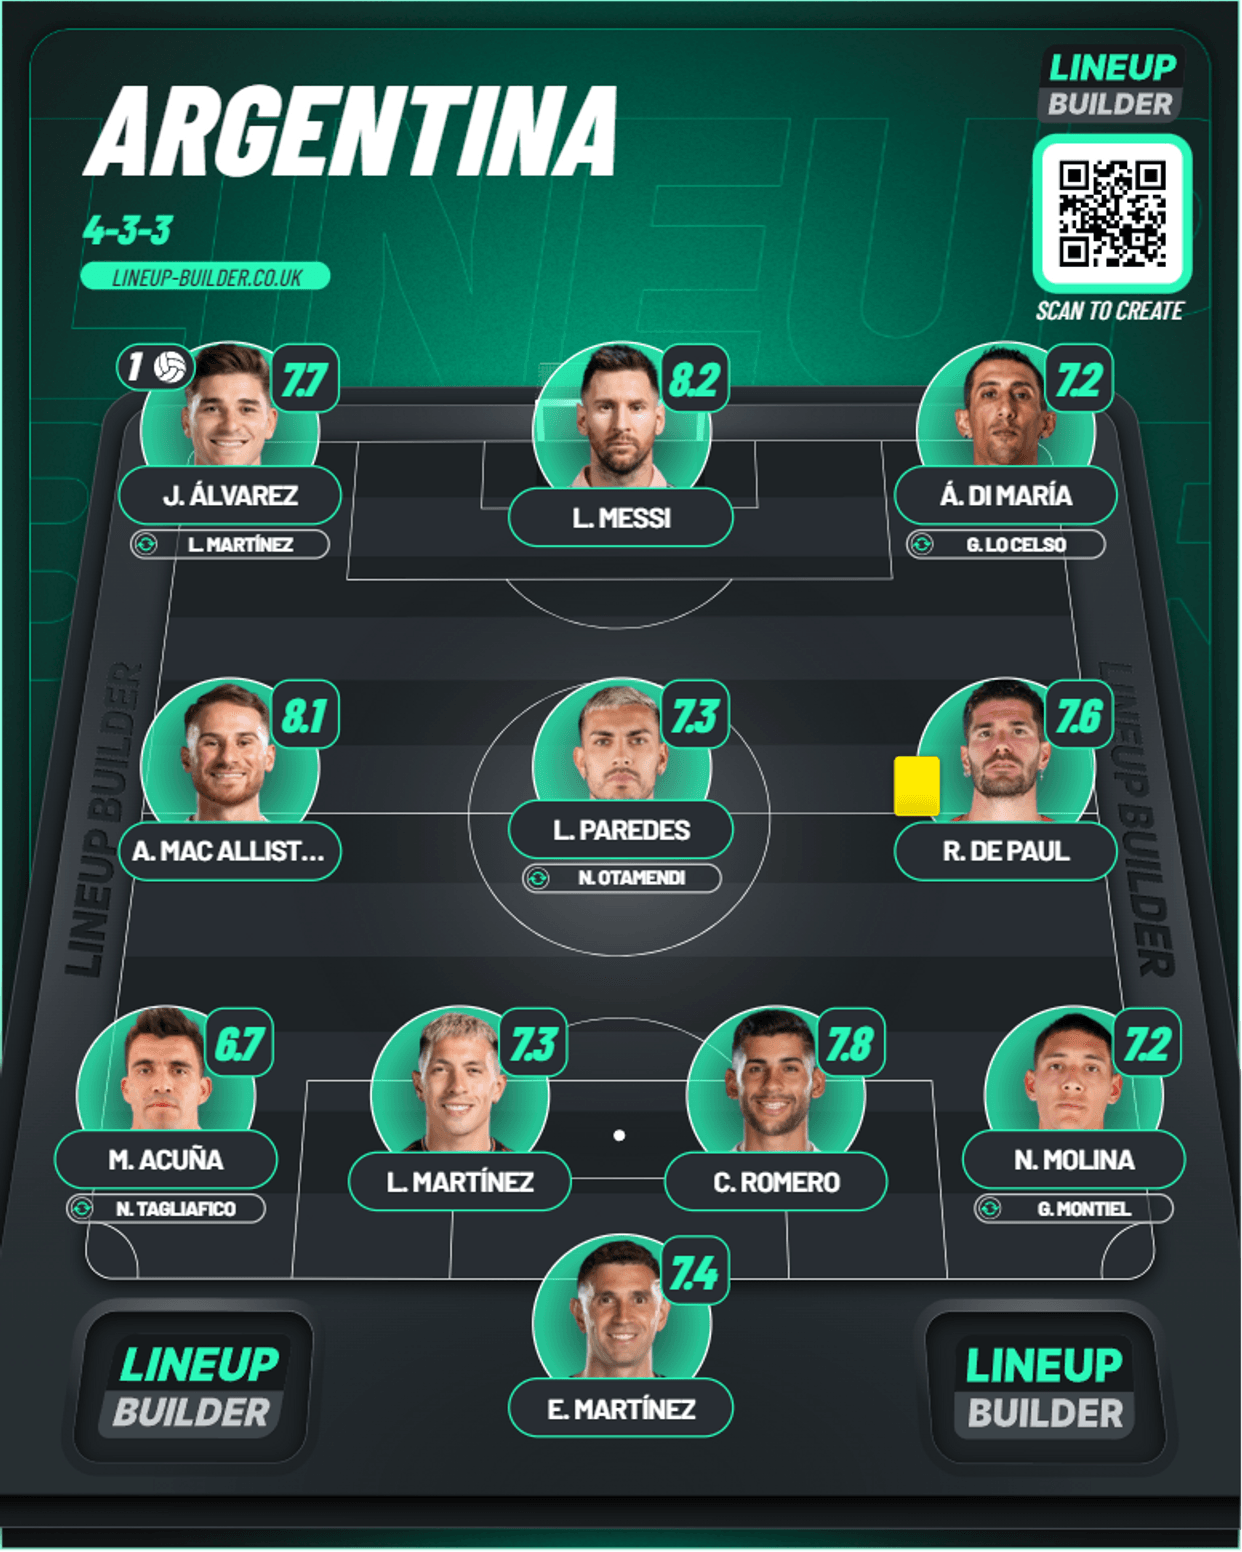 ARGENTINA
4-3-3
LINEUP-BUILDER.CO.UK
LINEUP
BUILDER
SCAN TO CREATE
1
7.7
J. ÁLVAREZ
L. MARTÍNEZ
8.2
L. MESSI
7.2
Á. DI MARÍA
G. LO CELSO
8.1
A. MAC ALLIST...
7.3
L. PAREDES
N. OTAMENDI
7.6
R. DE PAUL
LINEUP BUILDER
LINEUP BUILDER
6.7
M. ACUÑA
N. TAGLIAFICO
7.3
L. MARTÍNEZ
7.8
C. ROMERO
7.2
N. MOLINA
G. MONTIEL
7.4
E. MARTÍNEZ
LINEUP
BUILDER
LINEUP
BUILDER